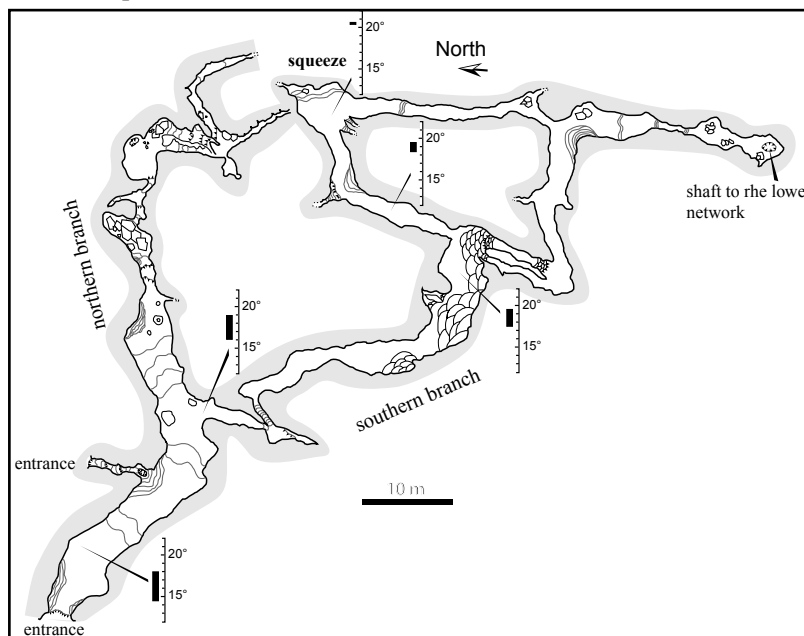 20°
15°
squeeze
North
20°
15°
shaft to rhe lowe
network
northern branch
20°
15°
20°
15°
southern branch
entrance
10 m
20°
15°
entrance